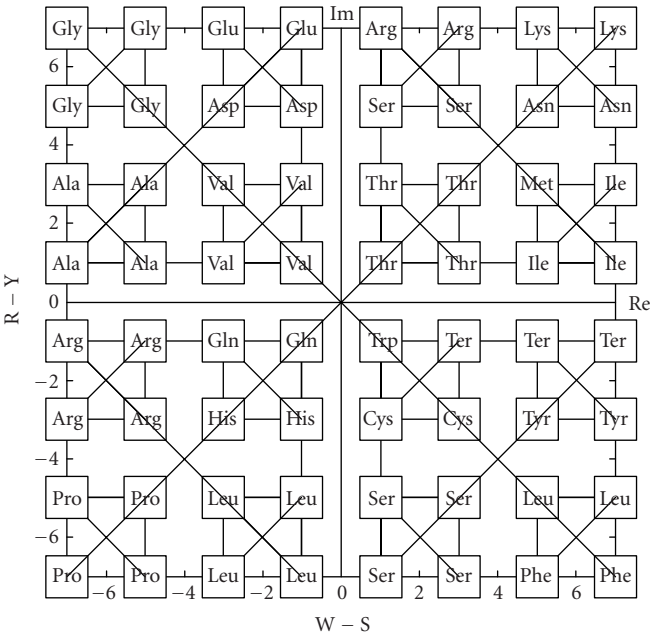 Im
Gly Gly Glu Glu Arg Arg Lys Lys
6
Gly Gly Asp Asp Ser Ser Asn Asn
4
Ala Ala Val Val Thr Thr Met Ile
2
Ala Ala Val Val Thr Thr Ile Ile
R − Y
0 Re
Arg Arg Gln Gln Trp Ter Ter Ter
−2
Arg Arg His His Cys Cys Tyr Tyr
−4
Pro Pro Leu Leu Ser Ser Leu Leu
−6
Pro Pro Leu Leu Ser Ser Phe Phe
−6 −4 −2 0 2 4 6
W − S